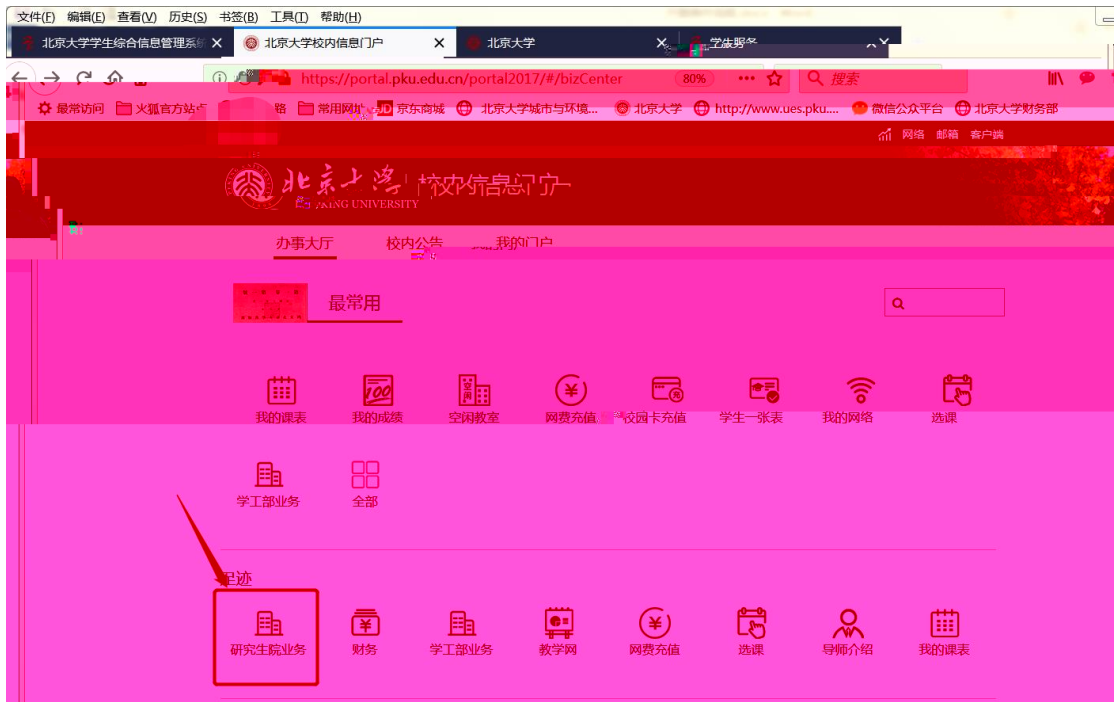 文件(F) 编辑(E) 查看(V) 历史(S) 书签(B) 工具(T) 帮助(H)
北京大学学生综合信息管理系统 北京大学校内信息门户 北京大学
https://portal.pku.edu.cn/portal2017/#/bizCenter 80% 搜索
最常访问 火狐官方站点 常用网址 JD 京东商城 北京大学城市与环境... 北京大学 http://www.ues.pku.... 微信公众平台 北京大学财务部
网络 邮箱 客户端
北京大学 校内信息门户
PEKING UNIVERSITY
办事大厅 校内公告 我的门户
最常用
我的课表 我的成绩 空闲教室 网费充值 校园卡充值 学生一张表 我的网络 选课
学工部业务 全部
足迹
研究生院业务 财务 学工部业务 教学网 网费充值 选课 导师介绍 我的课表